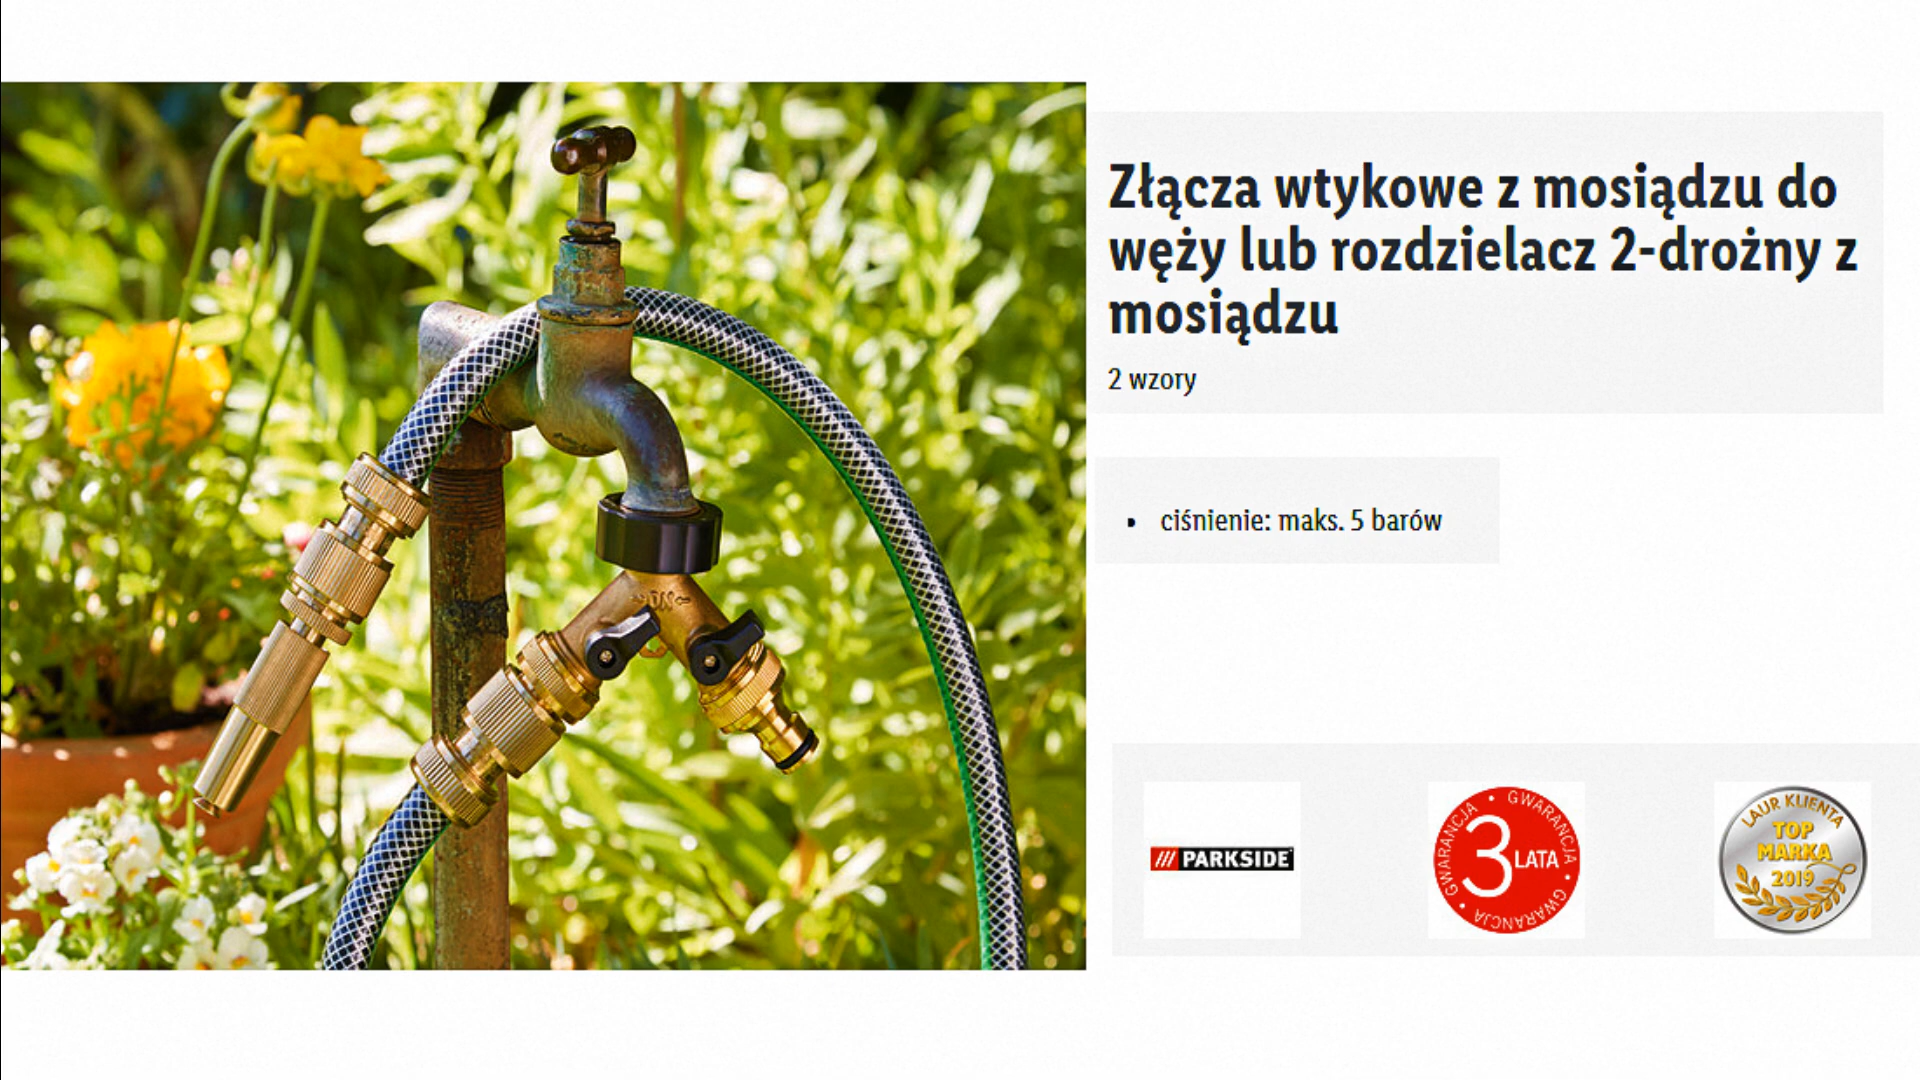 Złącza wtykowe z mosiądzu do
węży lub rozdzielacz 2-drożny z
mosiądzu
2 wzory
• ciśnienie: maks. 5 barów
PARKSIDE
GWARANCJA • GWARANCJA • GWARANCJA • GWARANCJA •
3 LATA
LAUR KLIENTA
TOP
MARKA
2019